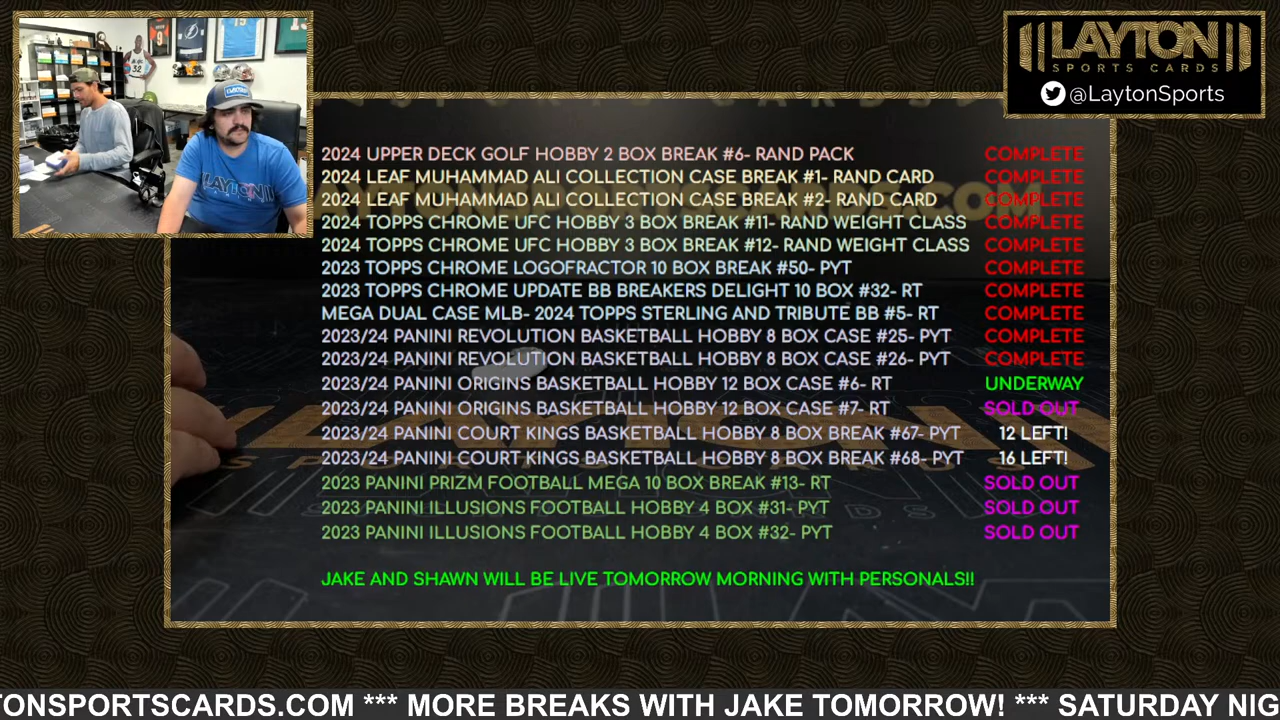 LAYTON
SPORTS CARDS
@LaytonSports
2024 UPPER DECK GOLF HOBBY 2 BOX BREAK #6- RAND PACK COMPLETE
2024 LEAF MUHAMMAD ALI COLLECTION CASE BREAK #1- RAND CARD COMPLETE
2024 LEAF MUHAMMAD ALI COLLECTION CASE BREAK #2- RAND CARD COMPLETE
2024 TOPPS CHROME UFC HOBBY 3 BOX BREAK #11- RAND WEIGHT CLASS COMPLETE
2024 TOPPS CHROME UFC HOBBY 3 BOX BREAK #12- RAND WEIGHT CLASS COMPLETE
2023 TOPPS CHROME LOGOFRACTOR 10 BOX BREAK #50- PYT COMPLETE
2023 TOPPS CHROME UPDATE BB BREAKERS DELIGHT 10 BOX #32- RT COMPLETE
MEGA DUAL CASE MLB- 2024 TOPPS STERLING AND TRIBUTE BB #5- RT COMPLETE
2023/24 PANINI REVOLUTION BASKETBALL HOBBY 8 BOX CASE #25- PYT COMPLETE
2023/24 PANINI REVOLUTION BASKETBALL HOBBY 8 BOX CASE #26- PYT COMPLETE
2023/24 PANINI ORIGINS BASKETBALL HOBBY 12 BOX CASE #6- RT UNDERWAY
2023/24 PANINI ORIGINS BASKETBALL HOBBY 12 BOX CASE #7- RT SOLD OUT
2023/24 PANINI COURT KINGS BASKETBALL HOBBY 8 BOX BREAK #67- PYT 12 LEFT!
2023/24 PANINI COURT KINGS BASKETBALL HOBBY 8 BOX BREAK #68- PYT 16 LEFT!
2023 PANINI PRIZM FOOTBALL MEGA 10 BOX BREAK #13- RT SOLD OUT
2023 PANINI ILLUSIONS FOOTBALL HOBBY 4 BOX #31- PYT SOLD OUT
2023 PANINI ILLUSIONS FOOTBALL HOBBY 4 BOX #32- PYT SOLD OUT
JAKE AND SHAWN WILL BE LIVE TOMORROW MORNING WITH PERSONALS!!
TONSPORTSCARDS.COM *** MORE BREAKS WITH JAKE TOMORROW! *** SATURDAY NIG